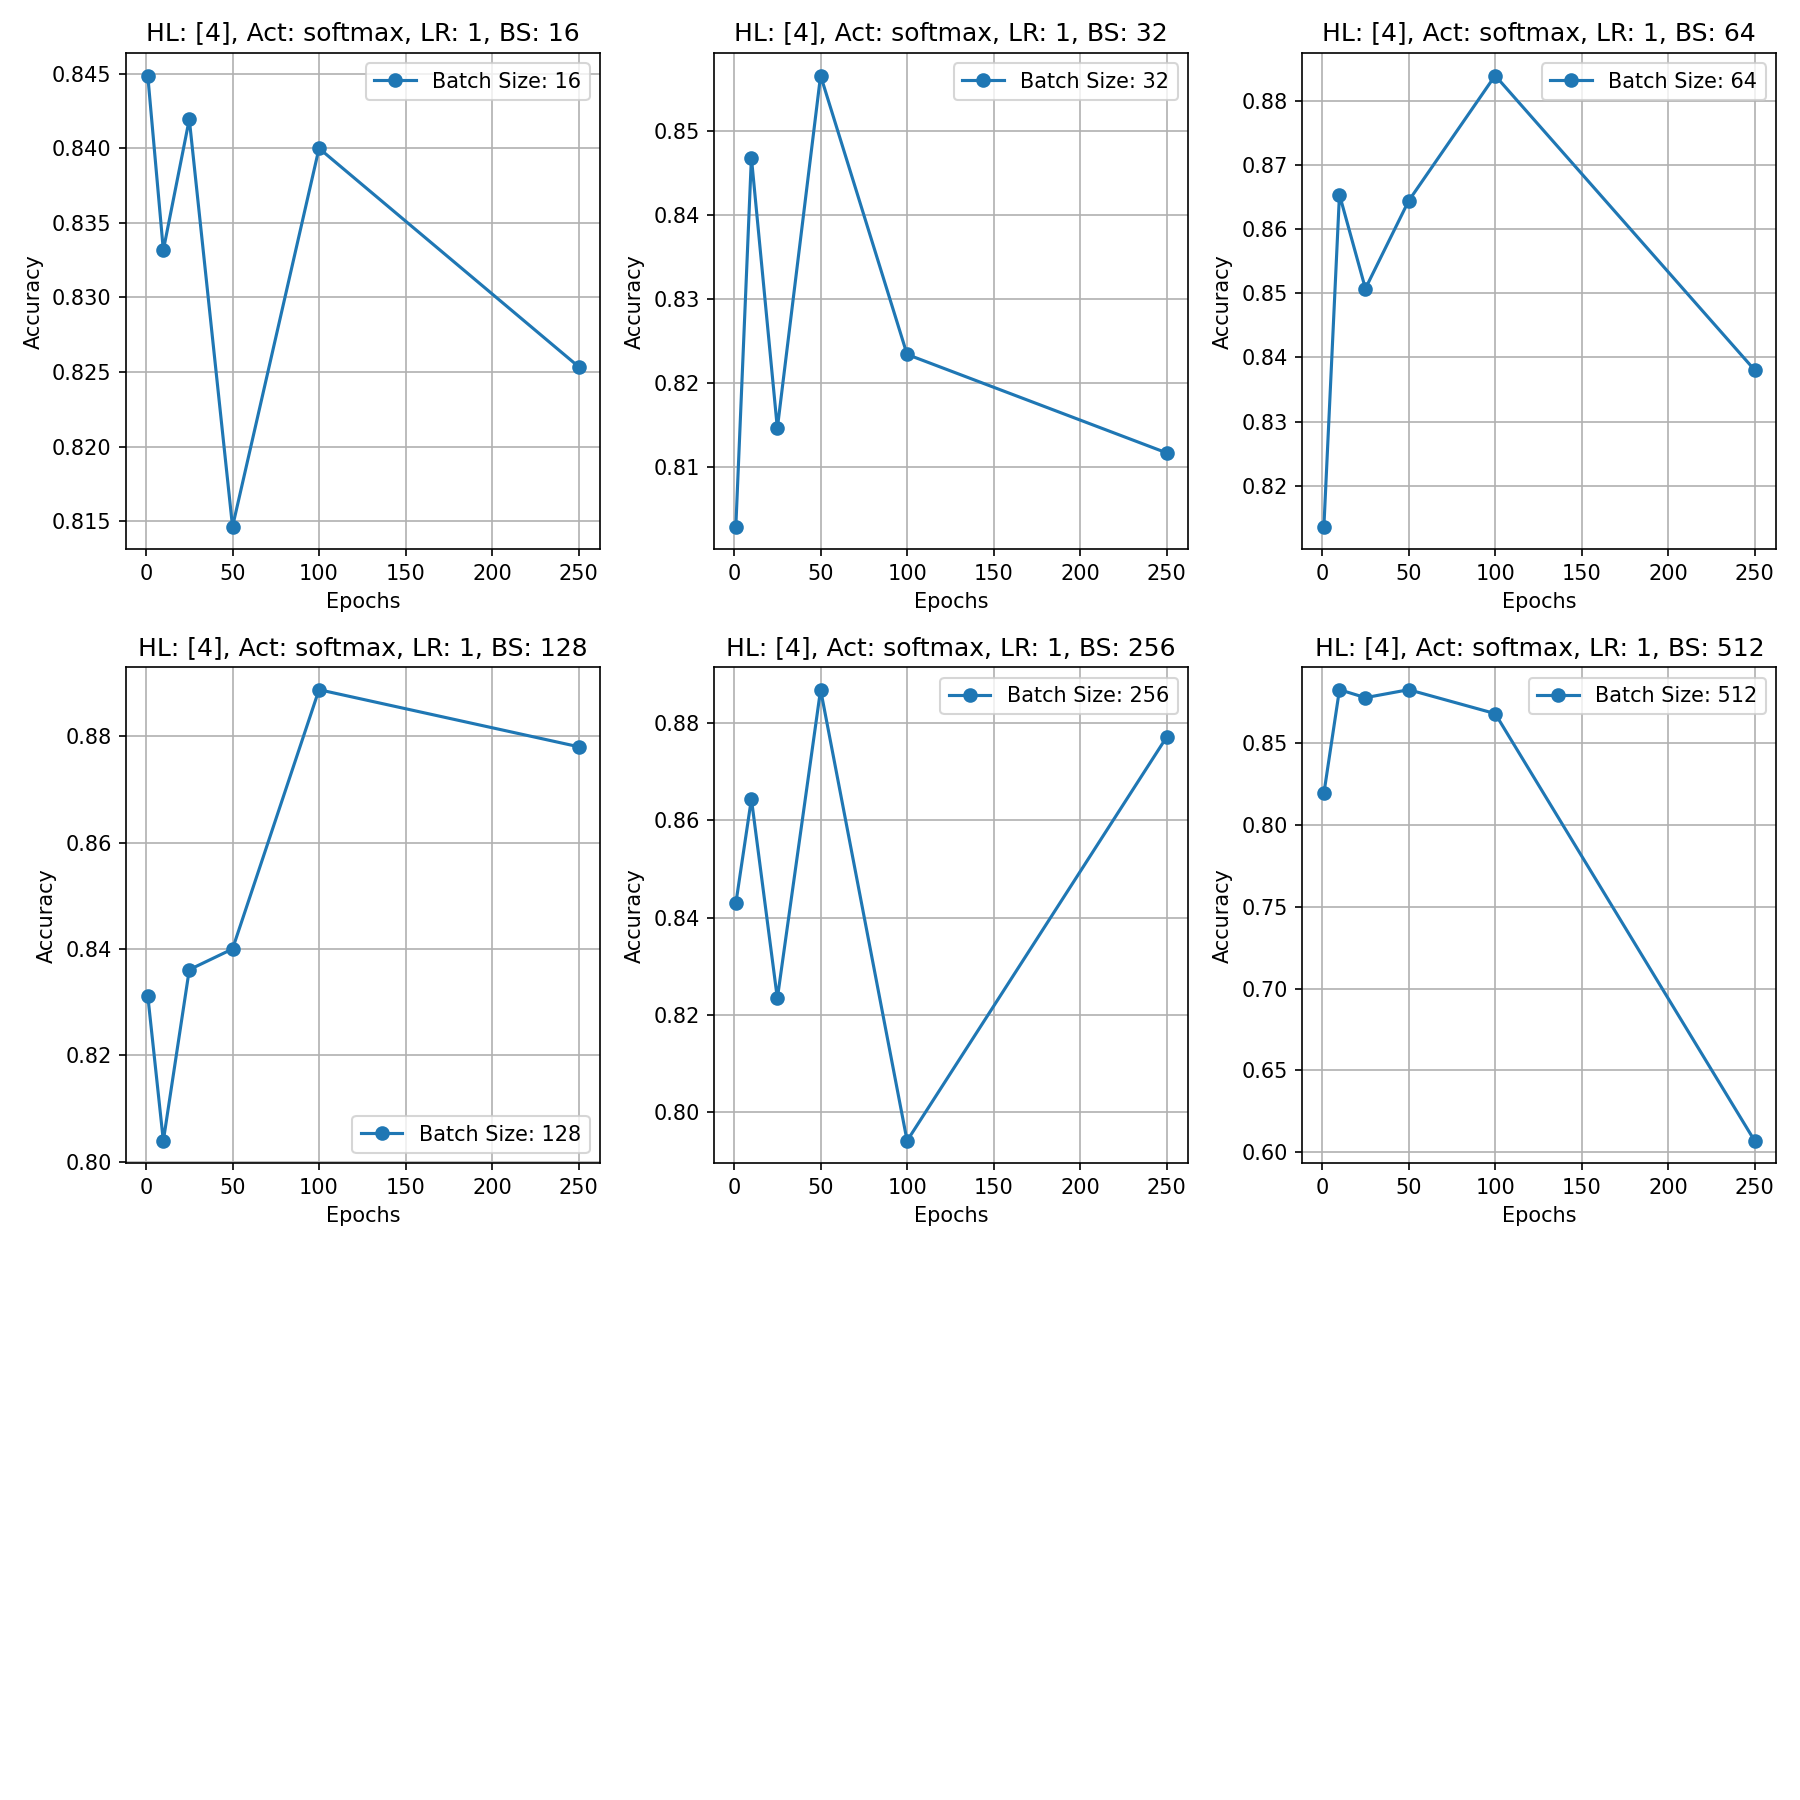 HL: [4], Act: softmax, LR: 1, BS: 16
Batch Size: 16
0.845
0.840
0.835
0.830
0.825
0.820
0.815
Accuracy
0 50 100 150 200 250
Epochs
HL: [4], Act: softmax, LR: 1, BS: 32
Batch Size: 32
0.85
0.84
0.83
0.82
0.81
Accuracy
0 50 100 150 200 250
Epochs
HL: [4], Act: softmax, LR: 1, BS: 64
Batch Size: 64
0.88
0.87
0.86
0.85
0.84
0.83
0.82
Accuracy
0 50 100 150 200 250
Epochs
HL: [4], Act: softmax, LR: 1, BS: 128
0.88
0.86
0.84
0.82
0.80
Accuracy
Batch Size: 128
0 50 100 150 200 250
Epochs
HL: [4], Act: softmax, LR: 1, BS: 256
Batch Size: 256
0.88
0.86
0.84
0.82
0.80
Accuracy
0 50 100 150 200 250
Epochs
HL: [4], Act: softmax, LR: 1, BS: 512
Batch Size: 512
0.85
0.80
0.75
0.70
0.65
0.60
Accuracy
0 50 100 150 200 250
Epochs